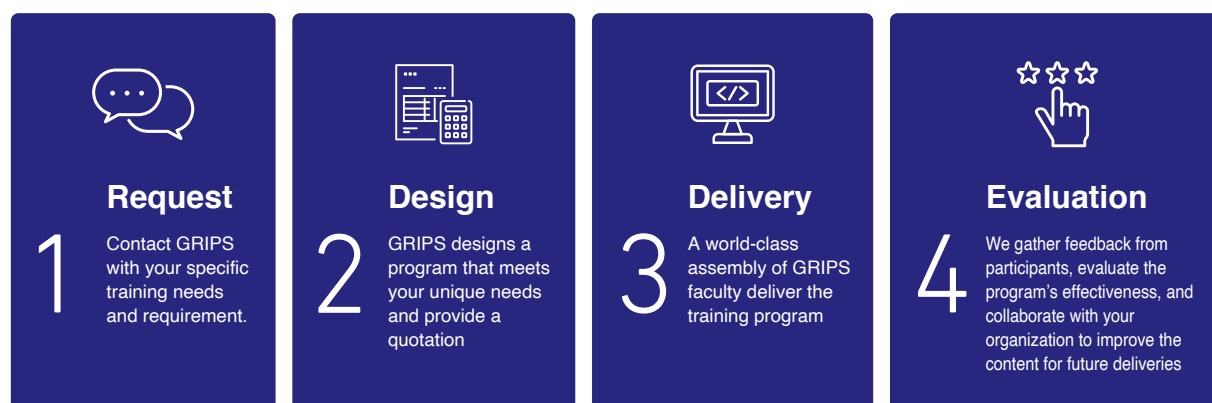 Request
1
Contact GRIPS
with your specific
training needs
and requirement.
Design
2
GRIPS designs a
program that meets
your unique needs
and provide a
quotation
</>
Delivery
3
A world-class
assembly of GRIPS
faculty deliver the
training program
Evaluation
4
We gather feedback from
participants, evaluate the
program's effectiveness, and
collaborate with your
organization to improve the
content for future deliveries